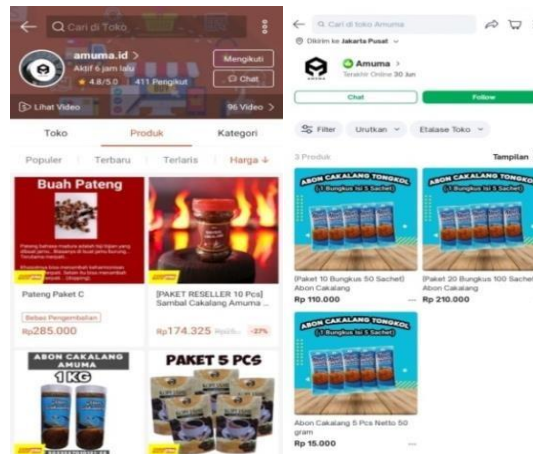 Cari di Toko
amuma.id >
Aktif 6 jam lalu
4.8/5.0 411 Pengikut
Mengikuti
Chat
Lihat Video
96 Video >
Toko Produk Kategori
Populer Terbaru Terlaris Harga ↓
Buah Pateng
Pateng Paket C
Bebas Pengembalian
Rp285.000
[PAKET RESELLER 10 Pcs]
Sambal Cakalang Amuma ...
Rp174.325
-27%
ABON CAKALANG
AMUMA
1 KG
PAKET 5 PCS
Cari di toko Amuma
Dikirim ke Jakarta Pusat
Amuma >
Terakhir Online 30 Jun
Chat
Follow
Filter Urutkan Etalase Toko
3 Produk
Tampilan
ABON CAKALANG TONGKOL
(1 Bungkus Isi 5 Sachet)
(Paket 10 Bungkus 50 Sachet)
Abon Cakalang
Rp 110.000
ABON CAKALANG TONGKOL
(1 Bungkus Isi 5 Sachet)
(Paket 20 Bungkus 100 Sachet
Abon Cakalang
Rp 210.000
ABON CAKALANG TONGKOL
(1 Bungkus Isi 5 Sachet)
Abon Cakalang 5 Pcs Netto 50
gram
Rp 15.000